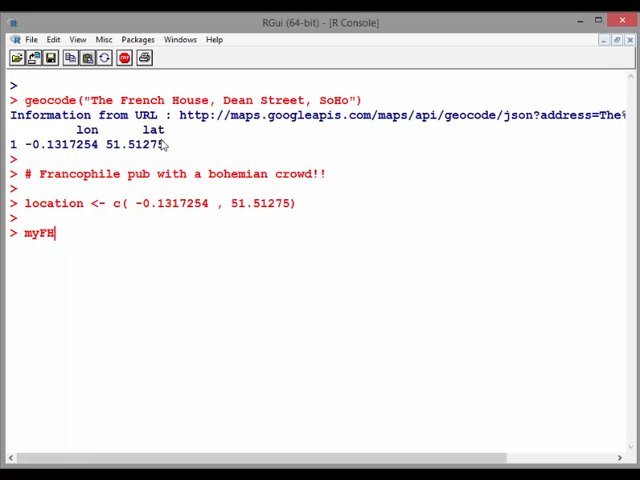 RGui (64-bit) - [R Console]
File Edit View Misc Packages Windows Help
>
> geocode("The French House, Dean Street, SoHo")
Information from URL : http://maps.googleapis.com/maps/api/geocode/json?address=The%
lon lat
1 -0.1317254 51.51275
>
> # Francophile pub with a bohemian crowd!!
>
> location <- c( -0.1317254 , 51.51275)
>
> myFH